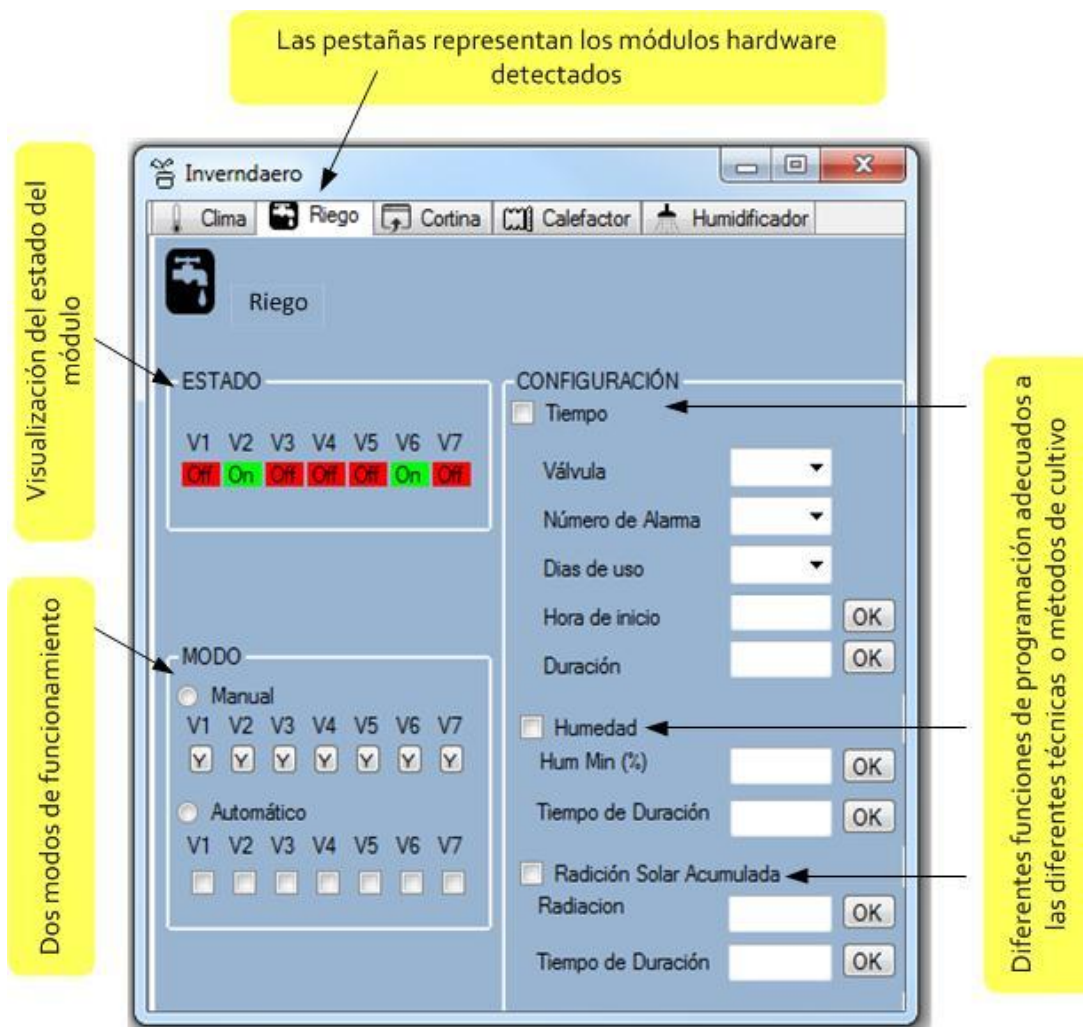 Las pestañas representan los módulos hardware
detectados
Visualización del estado del
módulo
Dos modos de funcionamiento
Inverndaero
Clima Riego Cortina Calefactor Humidificador
Riego
ESTADO
V1 V2 V3 V4 V5 V6 V7
Off On Off Off Off On Off
MODO
Manual
V1 V2 V3 V4 V5 V6 V7
Y Y Y Y Y Y Y
Automático
V1 V2 V3 V4 V5 V6 V7
CONFIGURACIÓN
Tiempo
Válvula
Número de Alarma
Dias de uso
Hora de inicio OK
Duración OK
Humedad
Hum Min (%) OK
Tiempo de Duración OK
Radición Solar Acumulada
Radiacion OK
Tiempo de Duración OK
Diferentes funciones de programación adecuados a
las diferentes técnicas o métodos de cultivo